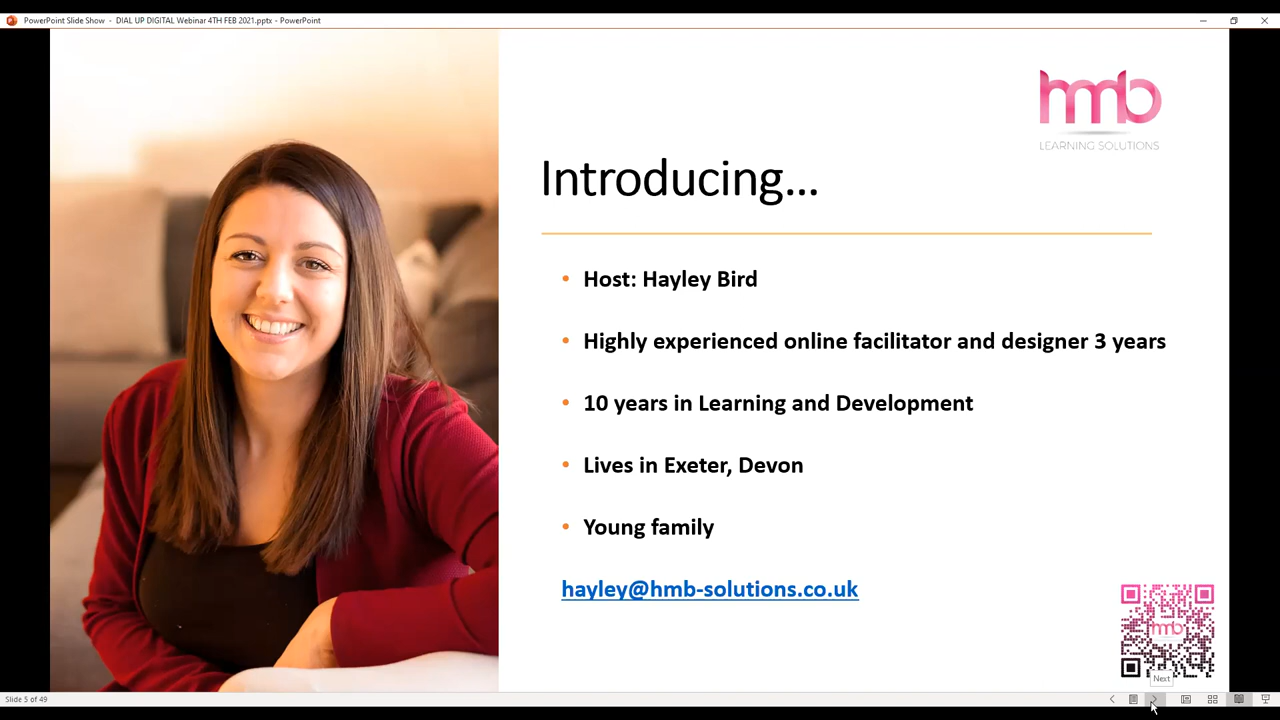 PowerPoint Slide Show - DIAL UP DIGITAL Webinar 4TH FEB 2021.pptx - PowerPoint
hmb
LEARNING SOLUTIONS
Introducing...
• Host: Hayley Bird
• Highly experienced online facilitator and designer 3 years
• 10 years in Learning and Development
• Lives in Exeter, Devon
• Young family
hayley@hmb-solutions.co.uk
hmb
Next
Slide 5 of 49